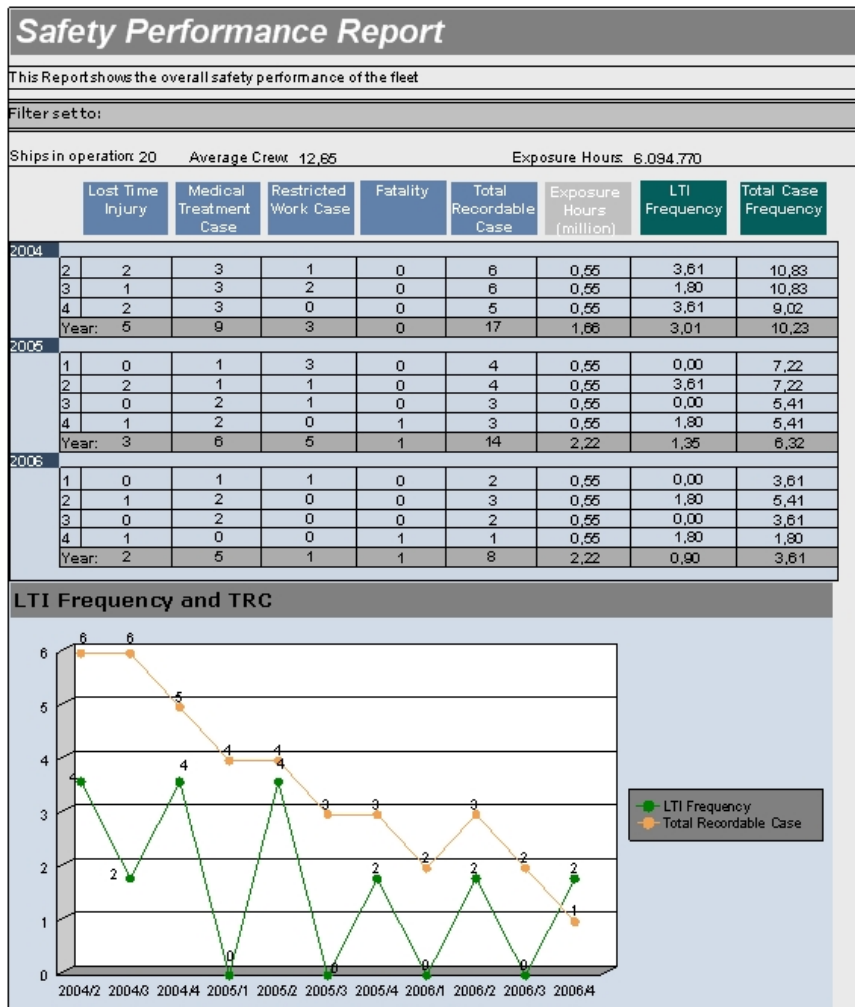 Safety Performance Report
This Report shows the overall safety performance of the fleet
Filter set to:
Ships in operation: 20 Average Crew: 12,65 Exposure Hours: 6.094.770
Lost Time Injury Medical Treatment Case Restricted Work Case Fatality Total Recordable Case Exposure Hours (million) LTI Frequency Total Case Frequency
2004
2 2 3 1 0 6 0,55 3,61 10,83
3 1 3 2 0 6 0,55 1,80 10,83
4 2 3 0 0 5 0,55 3,61 9,02
Year: 5 9 3 0 17 1,66 3,01 10,23
2005
1 0 1 3 0 4 0,55 0,00 7,22
2 2 1 1 0 4 0,55 3,61 7,22
3 0 2 1 0 3 0,55 0,00 5,41
4 1 2 0 1 3 0,55 1,80 5,41
Year: 3 6 5 1 14 2,22 1,35 6,32
2006
1 0 1 1 0 2 0,55 0,00 3,61
2 1 2 0 0 3 0,55 1,80 5,41
3 0 2 0 0 2 0,55 0,00 3,61
4 1 0 0 1 1 0,55 1,80 1,80
Year: 2 5 1 1 8 2,22 0,90 3,61
LTI Frequency and TRC
6 6
6
5
5
4 4
4
4 4 4
3 3 3
3
LTI Frequency
Total Recordable Case
2 2
2
2 2 2 2
1
1
0 0 0 0
0
2004/2 2004/3 2004/4 2005/1 2005/2 2005/3 2005/4 2006/1 2006/2 2006/3 2006/4